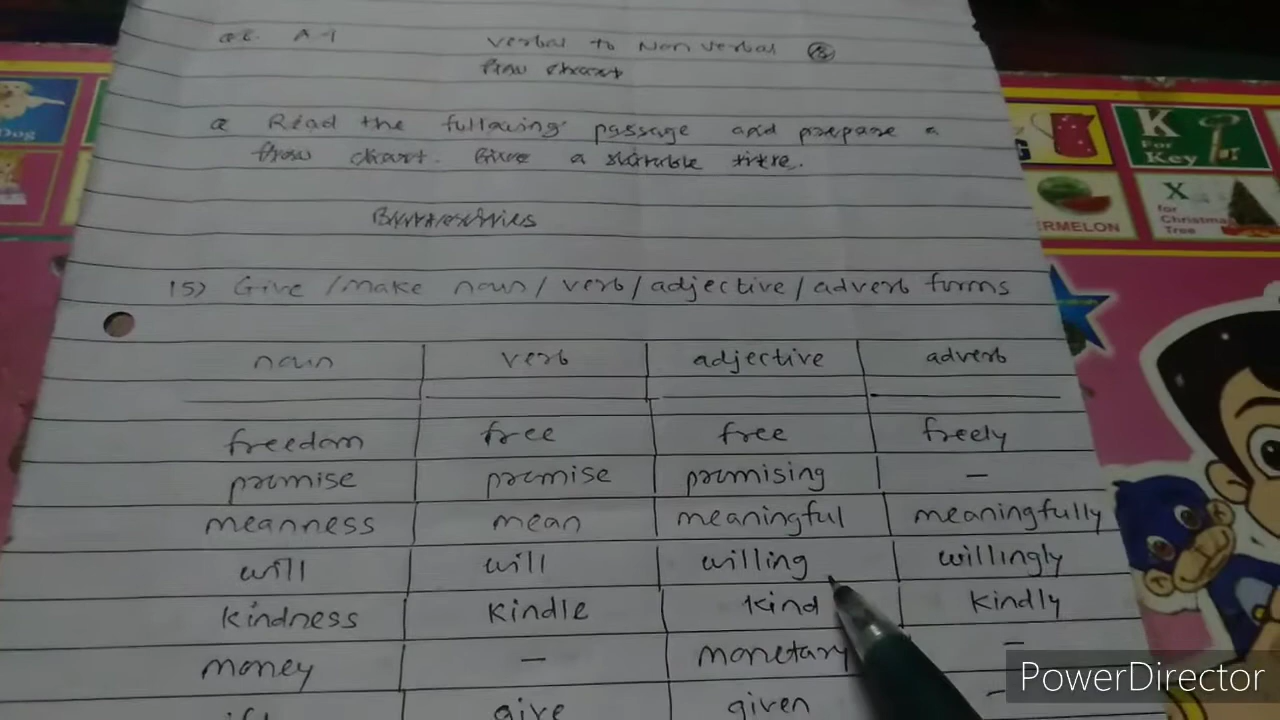 Q2. A-1 Verbal to Non Verbal
flow chart
Q Read the following passage and prepare a
flow chart. Give a suitable title.
Butterflies
15) Give / make noun / verb / adjective / adverb forms
noun verb adjective adverb
freedom free free freely
promise promise promising –
meanness mean meaningful meaningfully
will will willing willingly
kindness kindle kind kindly
money – monetary –
give given –
Dog
K
For
Key
G
ERMELON
X
for
Christmas
Tree
PowerDirector